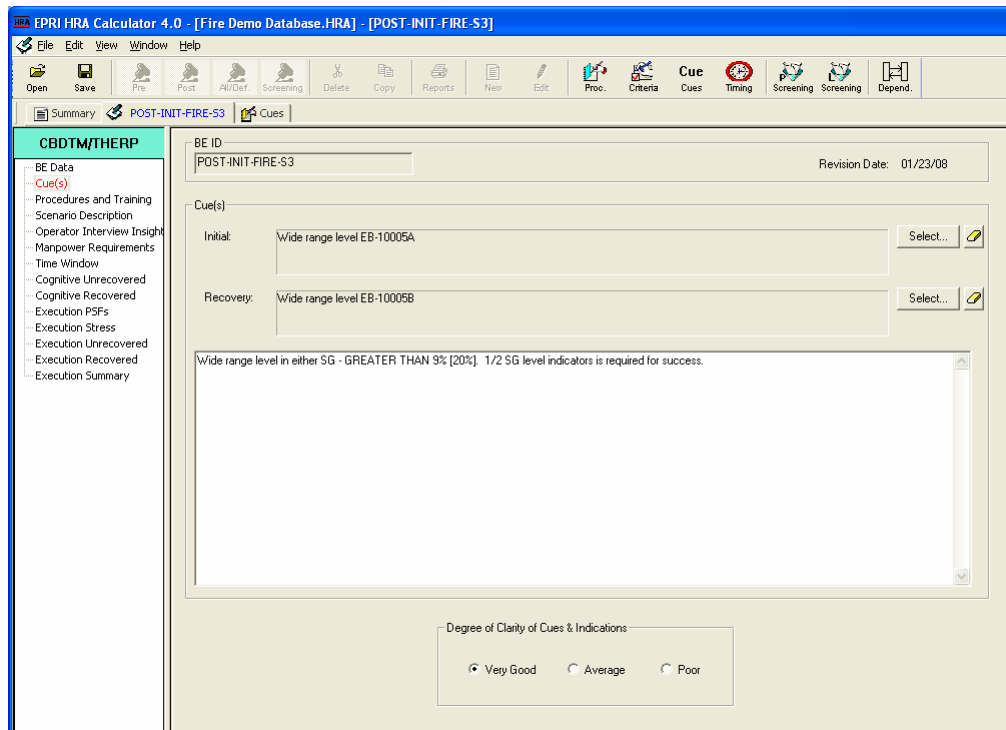 HRA EPRI HRA Calculator 4.0 - [Fire Demo Database.HRA] - [POST-INIT-FIRE-S3]
File Edit View Window Help
Cue
Open Save Pre Post All/Def. Screening Delete Copy Reports New Edit Proc. Criteria Cues Timing Screening Screening Depend.
Summary POST-INIT-FIRE-S3 Cues
CBDTM/THERP
BE Data
Cue(s)
Procedures and Training
Scenario Description
Operator Interview Insight
Manpower Requirements
Time Window
Cognitive Unrecovered
Cognitive Recovered
Execution PSFs
Execution Stress
Execution Unrecovered
Execution Recovered
Execution Summary
BE ID
POST-INIT-FIRE-S3
Revision Date: 01/23/08
Cue(s)
Initial: Wide range level EB-10005A Select...
Recovery: Wide range level EB-10005B Select...
Wide range level in either SG - GREATER THAN 9% [20%]. 1/2 SG level indicators is required for success.
Degree of Clarity of Cues & Indications
Very Good Average Poor